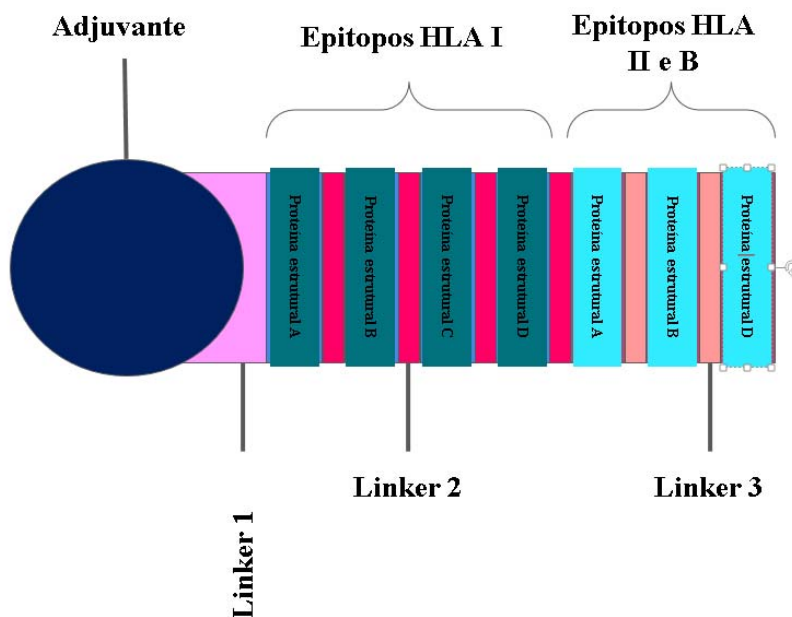 Adjuvante
Epitopos HLA I
Epitopos HLA
II e B
Proteína estrutural A
Proteína estrutural B
Proteína estrutural C
Proteína estrutural D
Proteína estrutural A
Proteína estrutural B
Proteína estrutural D
Linker 1
Linker 2
Linker 3